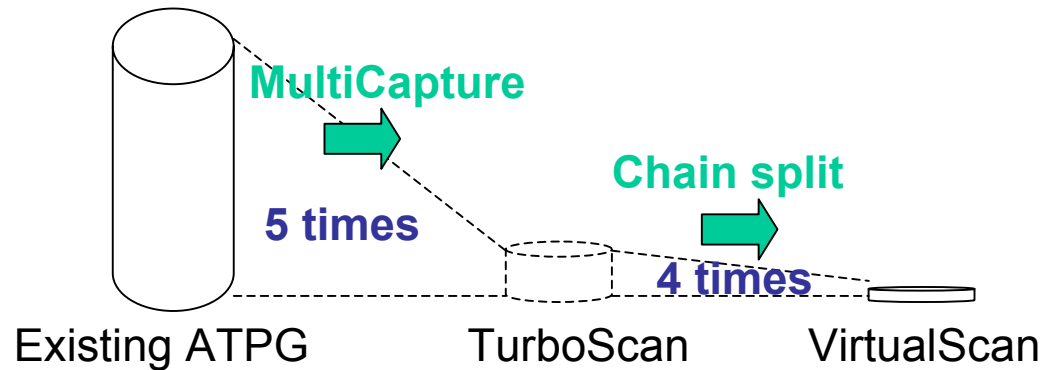 MultiCapture
Chain split
5 times
4 times
Existing ATPG
TurboScan
VirtualScan